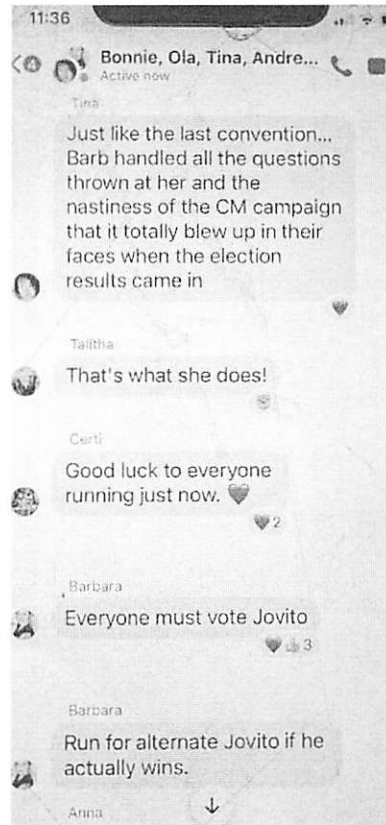 11:36
Bonnie, Ola, Tina, Andre...
Active now
Tina
Just like the last convention...
Barb handled all the questions
thrown at her and the
nastiness of the CM campaign
that it totally blew up in their
faces when the election
results came in
Talitha
That's what she does!
Certi
Good luck to everyone
running just now.
2
Barbara
Everyone must vote Jovito
3
Barbara
Run for alternate Jovito if he
actually wins.
Anna